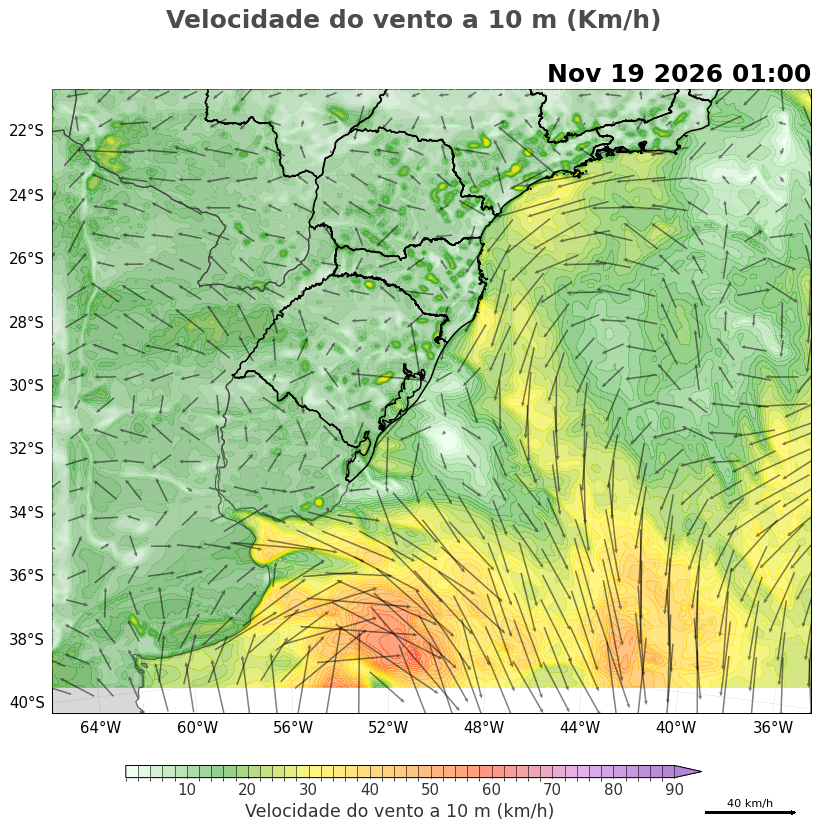 Velocidade do vento a 10 m (Km/h)
Nov 19 2026 01:00
22°S
24°S
26°S
28°S
30°S
32°S
34°S
36°S
38°S
40°S
64°W 60°W 56°W 52°W 48°W 44°W 40°W 36°W
10 20 30 40 50 60 70 80 90
Velocidade do vento a 10 m (km/h)
40 km/h